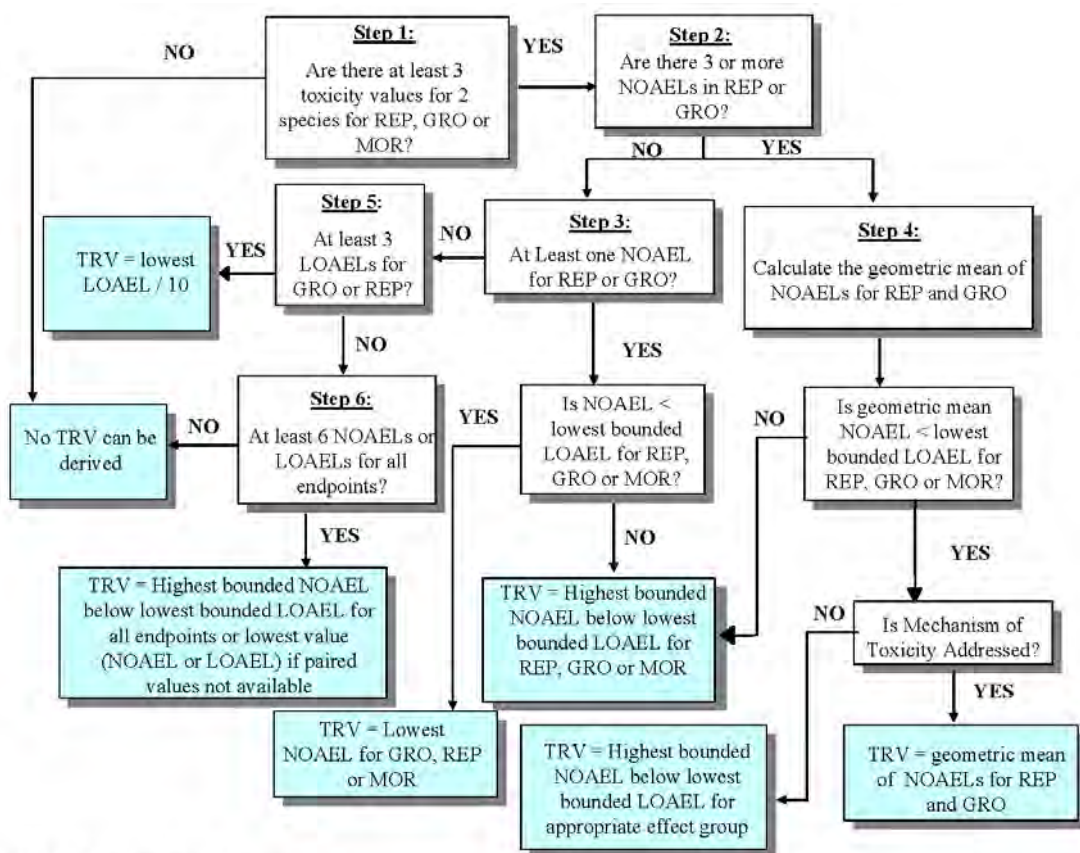 NO
Step 1:
Are there at least 3
toxicity values for 2
species for REP, GRO or
MOR?
YES
Step 2:
Are there 3 or more
NOAELs in REP or
GRO?
NO
YES
Step 5:
At least 3
LOAELs for
GRO or REP?
YES
TRV = lowest
LOAEL / 10
NO
Step 3:
At Least one NOAEL
for REP or GRO?
Step 4:
Calculate the geometric mean of
NOAELs for REP and GRO
NO
YES
Step 6:
At least 6 NOAELs or
LOAELs for all
endpoints?
NO
No TRV can be
derived
YES
Is NOAEL <
lowest bounded
LOAEL for REP,
GRO or MOR?
NO
Is geometric mean
NOAEL < lowest
bounded LOAEL for
REP, GRO or MOR?
YES
NO
YES
TRV = Highest bounded NOAEL
below lowest bounded LOAEL for
all endpoints or lowest value
(NOAEL or LOAEL) if paired
values not available
TRV = Highest bounded
NOAEL below lowest
bounded LOAEL for
REP, GRO or MOR
NO
Is Mechanism of
Toxicity Addressed?
YES
TRV = Lowest
NOAEL for GRO, REP
or MOR
TRV = Highest bounded
NOAEL below lowest
bounded LOAEL for
appropriate effect group
TRV = geometric mean
of NOAELs for REP
and GRO